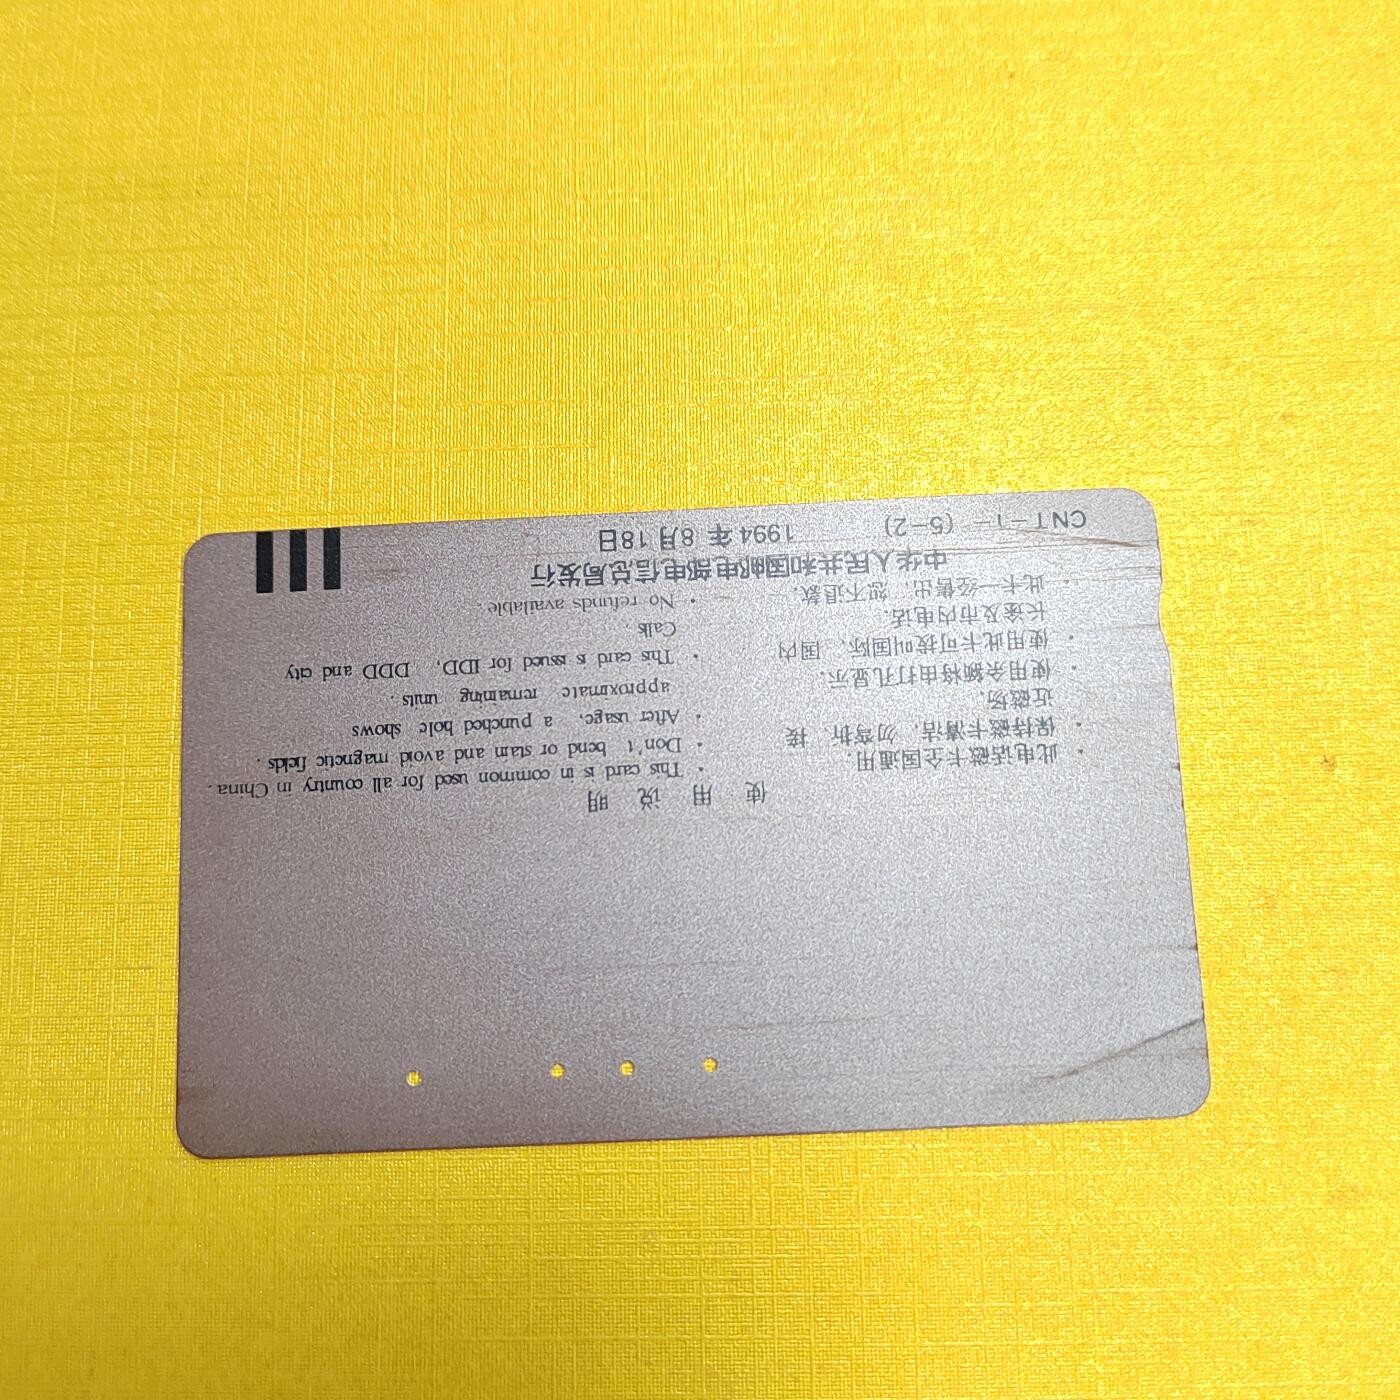 使 用 说 明
· 此电话磁卡全国通用.
· 保持磁卡清洁, 勿弯折 接
近磁场.
· 使用余额将由打孔显示.
· 使用此卡可拨叫国际、 国内
长途及市内电话.
· 此卡一经售出, 恕不退款.
· This card is in common used for all country in China.
· Don't bend or stain and avoid magnetic fields.
· After usage, a punched hole shows
approximate remaining units.
· This card is issued for IDD, DDD and city
Calls.
· No refunds available.
中华人民共和国邮电部电信总局发行
CNT-1- (5-2) 1994年8月18日